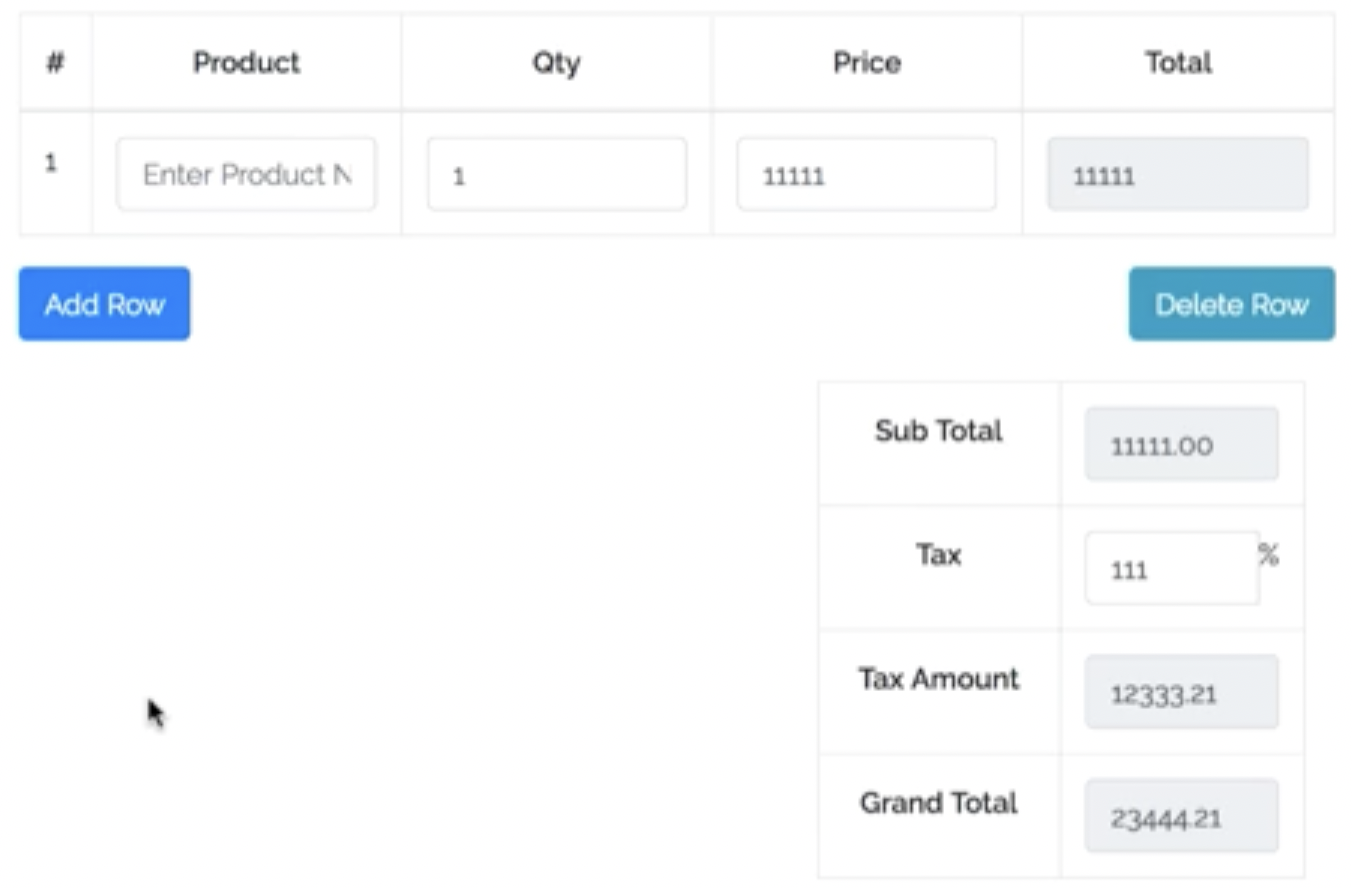 # Product Qty Price Total
1 Enter Product N 1 11111 11111
Add Row Delete Row
Sub Total 11111.00
Tax 111 %
Tax Amount 12333.21
Grand Total 23444.21